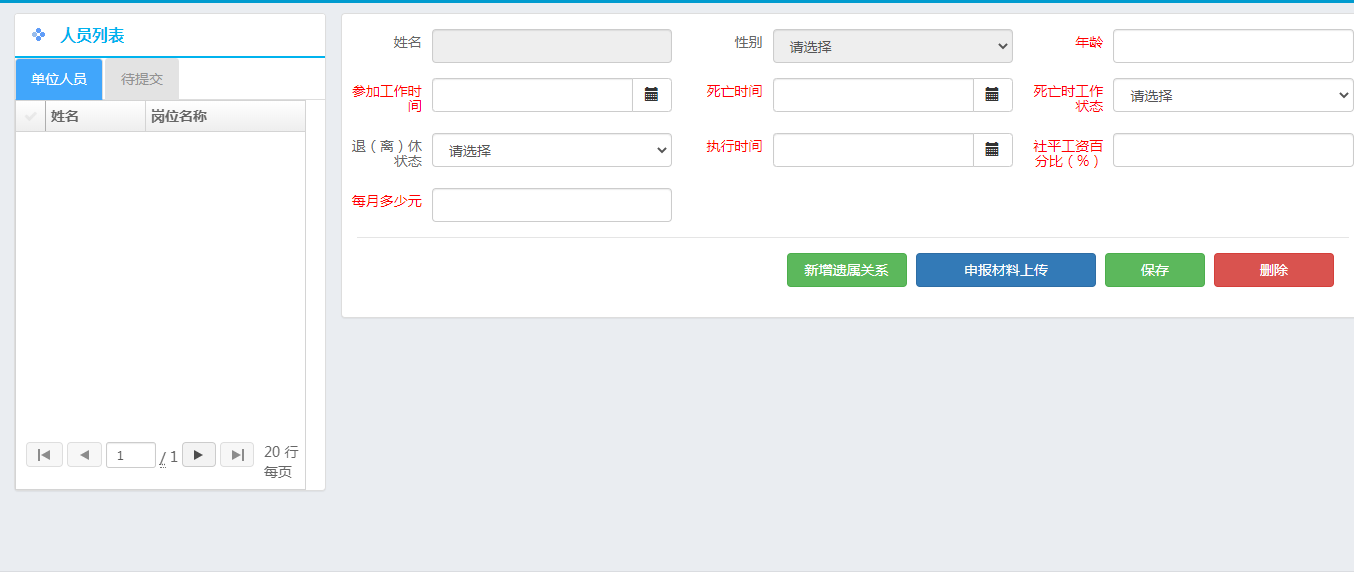 人员列表
单位人员 待提交
姓名 岗位名称
1 / 1 20 行
每页
姓名 性别 请选择 年龄
参加工作时
间
死亡时间
死亡时工作
状态
请选择
退（离）休
状态
请选择
执行时间
社平工资百
分比（%）
每月多少元
新增遗属关系 申报材料上传 保存 删除